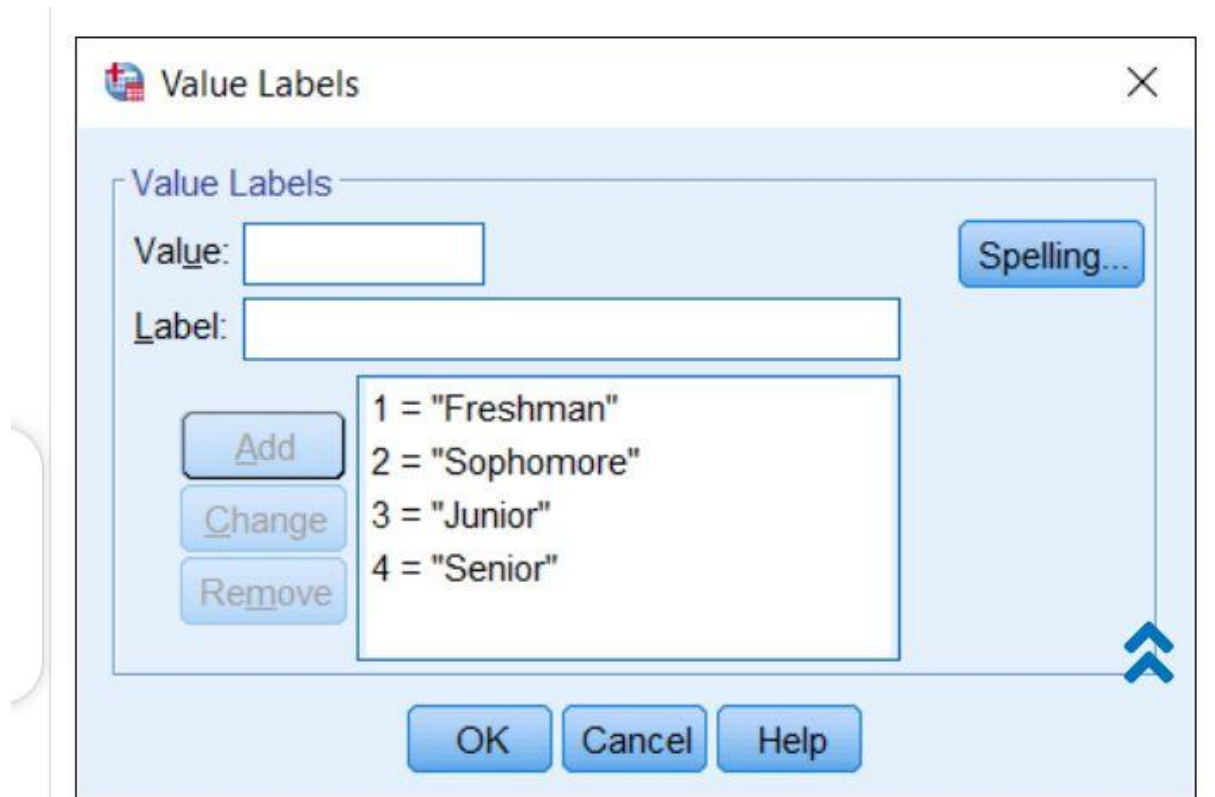 Value Labels
Value Labels
Value:
Spelling...
Label:
Add
Change
Remove
1 = "Freshman"
2 = "Sophomore"
3 = "Junior"
4 = "Senior"
OK Cancel Help